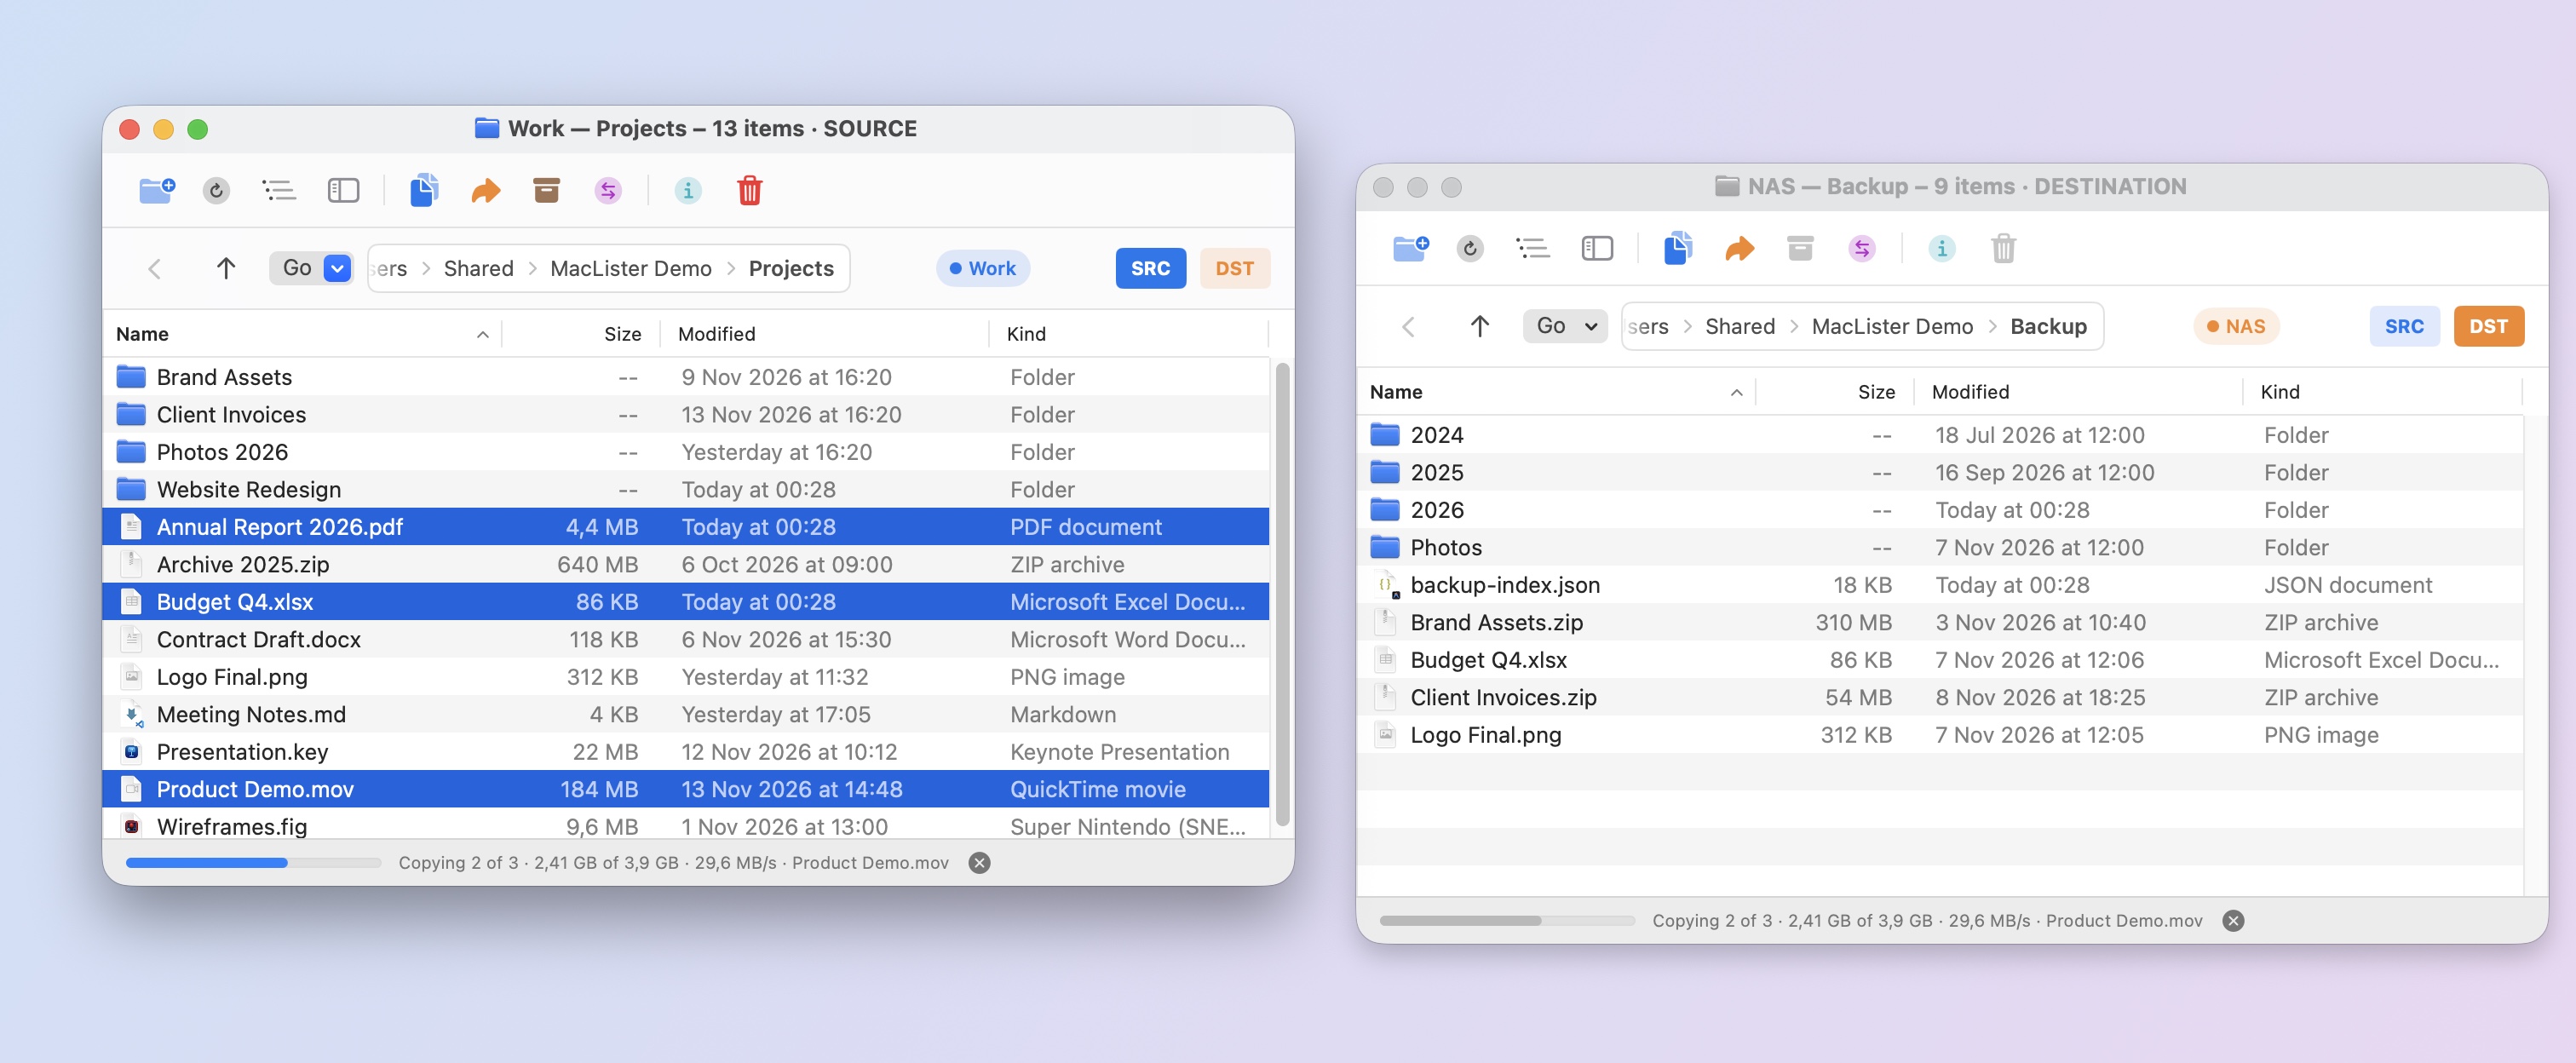 Work — Projects – 13 items · SOURCE
Go
sers > Shared > MacLister Demo > Projects
Work
SRC
DST
Name Size Modified Kind
Brand Assets -- 9 Nov 2026 at 16:20 Folder
Client Invoices -- 13 Nov 2026 at 16:20 Folder
Photos 2026 -- Yesterday at 16:20 Folder
Website Redesign -- Today at 00:28 Folder
Annual Report 2026.pdf 4,4 MB Today at 00:28 PDF document
Archive 2025.zip 640 MB 6 Oct 2026 at 09:00 ZIP archive
Budget Q4.xlsx 86 KB Today at 00:28 Microsoft Excel Docu...
Contract Draft.docx 118 KB 6 Nov 2026 at 15:30 Microsoft Word Docu...
Logo Final.png 312 KB Yesterday at 11:32 PNG image
Meeting Notes.md 4 KB Yesterday at 17:05 Markdown
Presentation.key 22 MB 12 Nov 2026 at 10:12 Keynote Presentation
Product Demo.mov 184 MB 13 Nov 2026 at 14:48 QuickTime movie
Wireframes.fig 9,6 MB 1 Nov 2026 at 13:00 Super Nintendo (SNE...
Copying 2 of 3 · 2,41 GB of 3,9 GB · 29,6 MB/s · Product Demo.mov
NAS — Backup – 9 items · DESTINATION
Go
sers > Shared > MacLister Demo > Backup
NAS
SRC
DST
Name Size Modified Kind
2024 -- 18 Jul 2026 at 12:00 Folder
2025 -- 16 Sep 2026 at 12:00 Folder
2026 -- Today at 00:28 Folder
Photos -- 7 Nov 2026 at 12:00 Folder
backup-index.json 18 KB Today at 00:28 JSON document
Brand Assets.zip 310 MB 3 Nov 2026 at 10:40 ZIP archive
Budget Q4.xlsx 86 KB 7 Nov 2026 at 12:06 Microsoft Excel Docu...
Client Invoices.zip 54 MB 8 Nov 2026 at 18:25 ZIP archive
Logo Final.png 312 KB 7 Nov 2026 at 12:05 PNG image
Copying 2 of 3 · 2,41 GB of 3,9 GB · 29,6 MB/s · Product Demo.mov